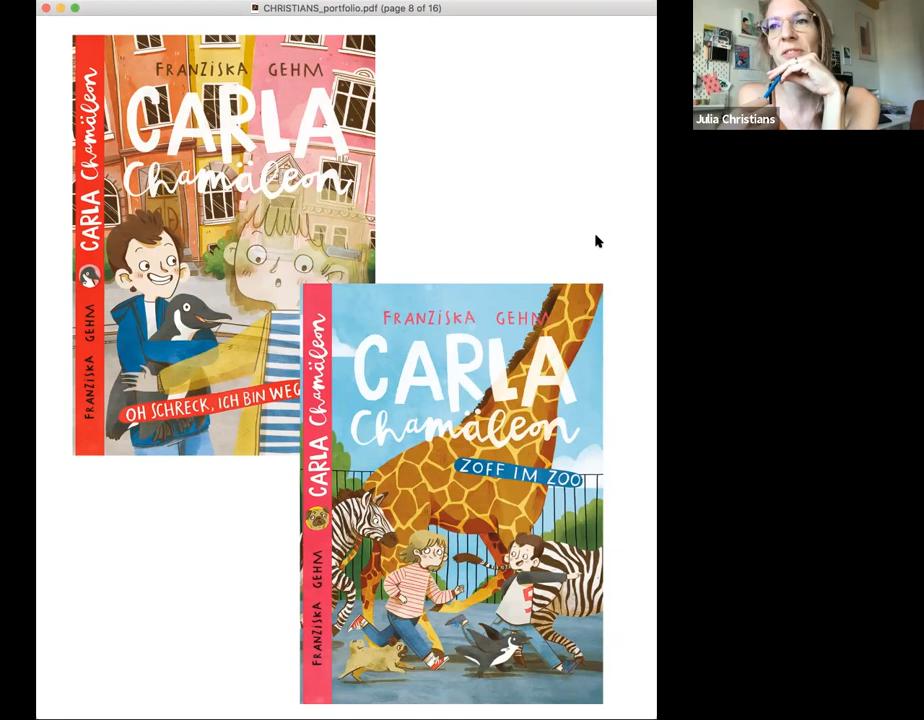 CHRISTIANS_portfolio.pdf (page 8 of 16)
Julia Christians
FRANZISKA GEHM
CARLA
Chamäleon
OH SCHRECK, ICH BIN WEG
FRANZISKA GEHM CARLA Chamäleon
FRANZISKA GEHM
CARLA
Chamäleon
ZOFF IM ZOO
5
FRANZISKA GEHM CARLA Chamäleon